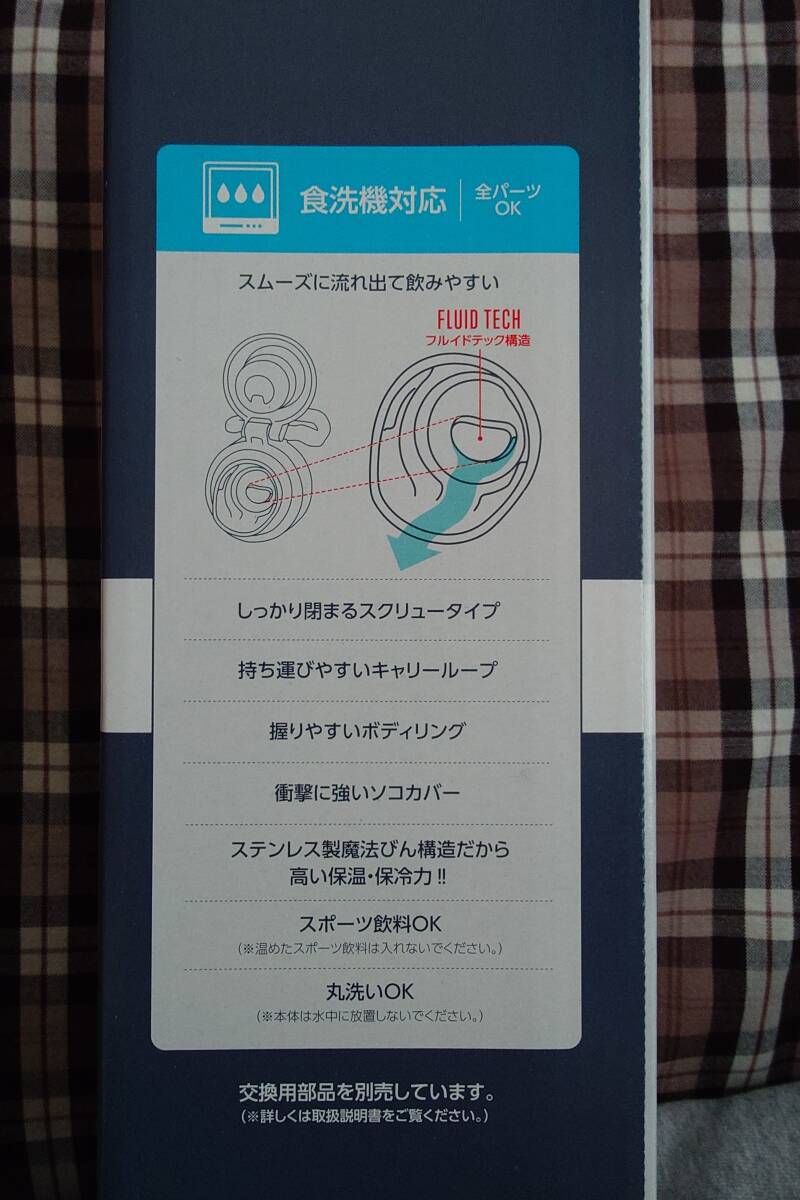 食洗機対応
全パーツ
OK
スムーズに流れ出て飲みやすい
FLUID TECH
フルイドテック構造
しっかり閉まるスクリュータイプ
持ち運びやすいキャリーループ
握りやすいボディリング
衝撃に強いソコカバー
ステンレス製魔法びん構造だから
高い保温・保冷力!!
スポーツ飲料OK
(※温めたスポーツ飲料は入れないでください。)
丸洗いOK
(※本体は水中に放置しないでください。)
交換用部品を別売しています。
(※詳しくは取扱説明書をご覧ください。)